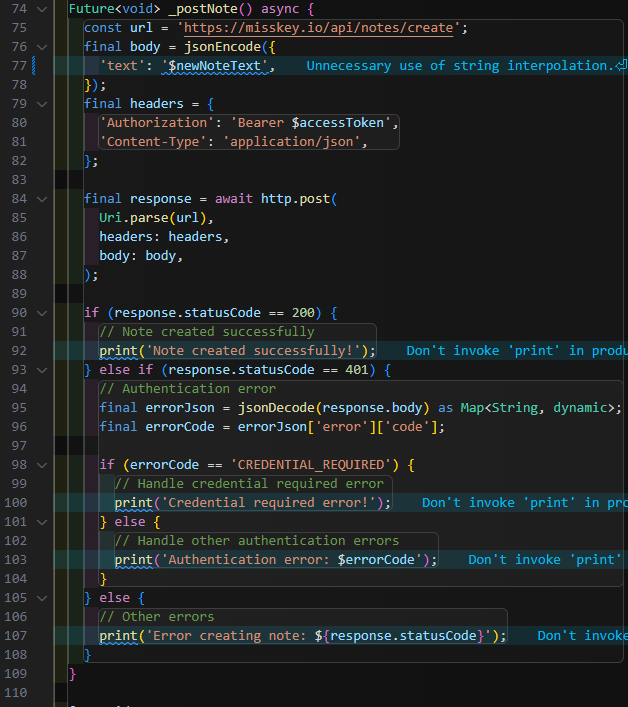 74 Future<void> _postNote() async {
75 const url = 'https://misskey.io/api/notes/create';
76 final body = jsonEncode({
77 'text': '$newNoteText', Unnecessary use of string interpolation.
78 });
79 final headers = {
80 'Authorization': 'Bearer $accessToken',
81 'Content-Type': 'application/json',
82 };
83
84 final response = await http.post(
85 Uri.parse(url),
86 headers: headers,
87 body: body,
88 );
89
90 if (response.statusCode == 200) {
91 // Note created successfully
92 print('Note created successfully!'); Don't invoke 'print' in produ
93 } else if (response.statusCode == 401) {
94 // Authentication error
95 final errorJson = jsonDecode(response.body) as Map<String, dynamic>;
96 final errorCode = errorJson['error']['code'];
97
98 if (errorCode == 'CREDENTIAL_REQUIRED') {
99 // Handle credential required error
100 print('Credential required error!'); Don't invoke 'print' in pro
101 } else {
102 // Handle other authentication errors
103 print('Authentication error: $errorCode'); Don't invoke 'print'
104 }
105 } else {
106 // Other errors
107 print('Error creating note: ${response.statusCode}'); Don't invoke
108 }
109 }
110